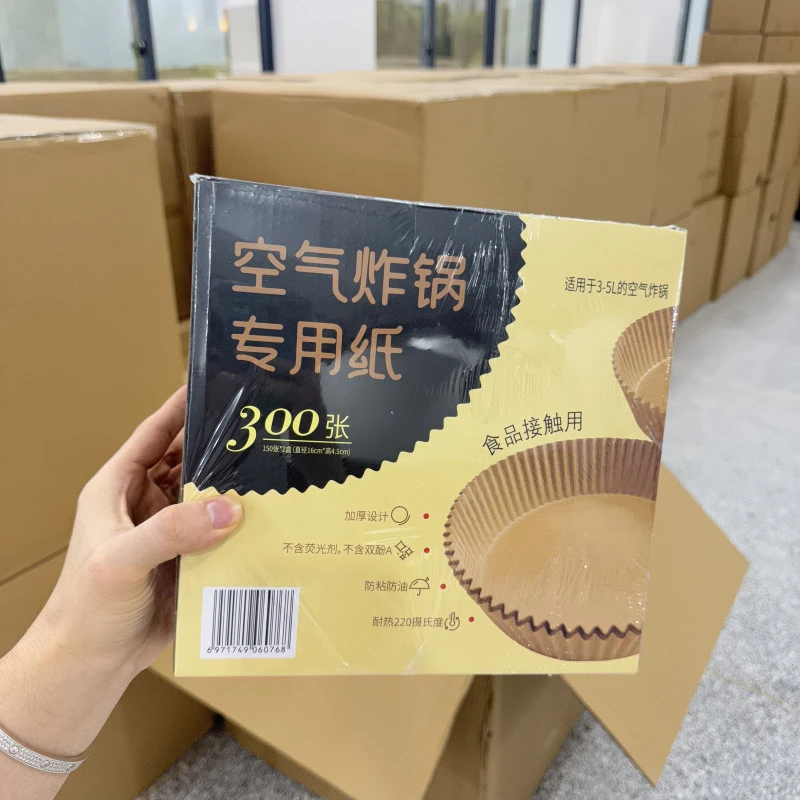 空气炸锅
专用纸
300张
150张*2盒(直径16cm*高4.5cm)
适用于3-5L的空气炸锅
食品接触用
加厚设计
不含荧光剂,不含双酚A
防粘防油
耐热220摄氏度
6971749060768